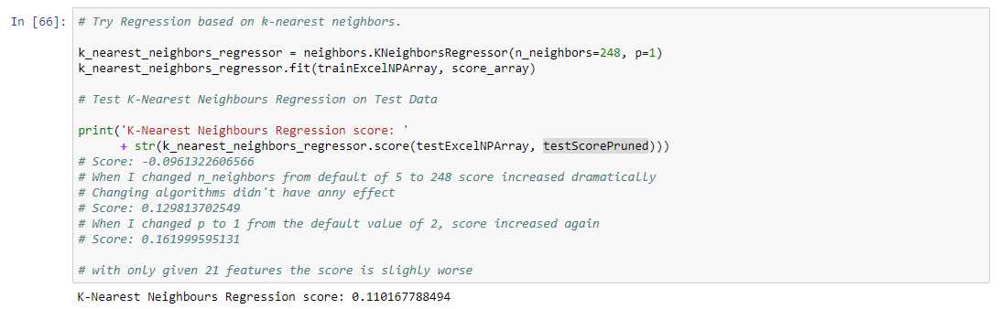 In [66]:
# Try Regression based on k-nearest neighbors.
k_nearest_neighbors_regressor = neighbors.KNeighborsRegressor(n_neighbors=248, p=1)
k_nearest_neighbors_regressor.fit(trainExcelNPArray, score_array)
# Test K-Nearest Neighbours Regression on Test Data
print('K-Nearest Neighbours Regression score: '
+ str(k_nearest_neighbors_regressor.score(testExcelNPArray, testScorePruned)))
# Score: -0.0961322606566
# When I changed n_neighbors from default of 5 to 248 score increased dramatically
# Changing algorithms didn't have anny effect
# Score: 0.129813702549
# When I changed p to 1 from the default value of 2, score increased again
# Score: 0.161999595131
# with only given 21 features the score is slighly worse
K-Nearest Neighbours Regression score: 0.110167788494